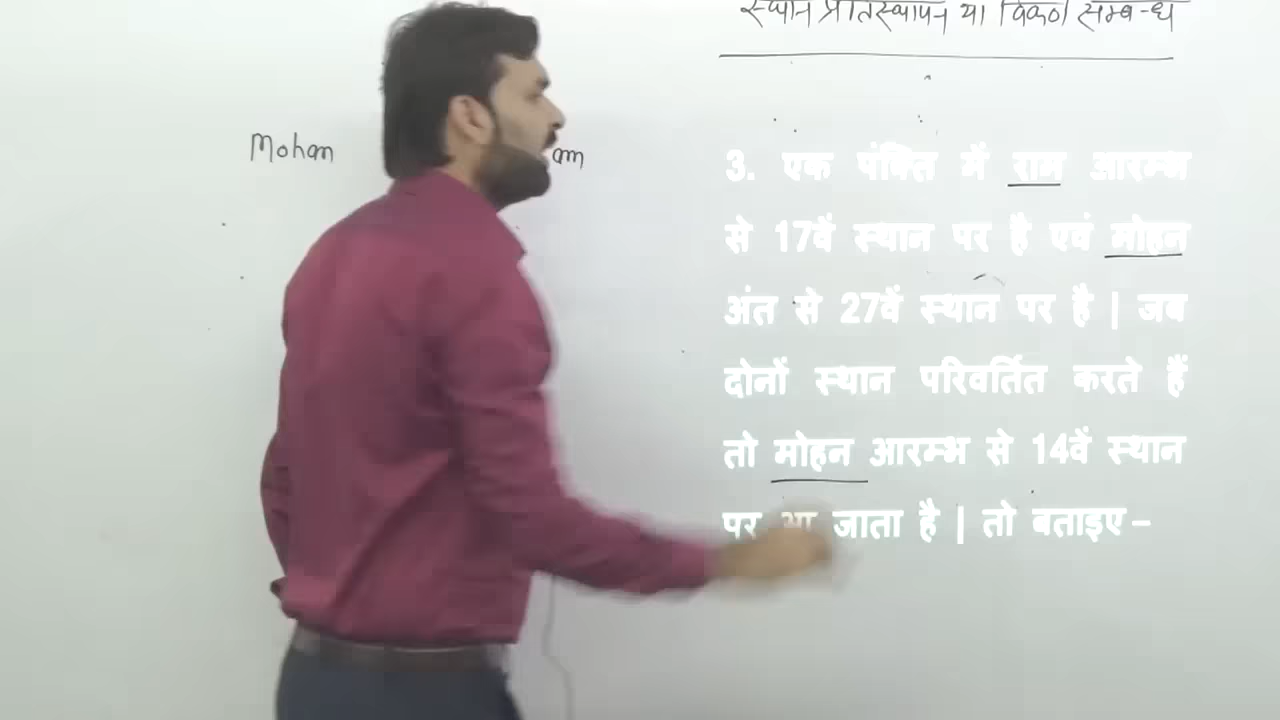 स्थान प्रतिस्थापन या विकर्ण सम्बन्ध
Mohan
am
3. एक पंक्ति में राम आरम्भ
से 17वें स्थान पर है एवं मोहन
अंत से 27वें स्थान पर है | जब
दोनों स्थान परिवर्तित करते हैं
तो मोहन आरम्भ से 14वें स्थान
पर आ जाता है | तो बताइए –